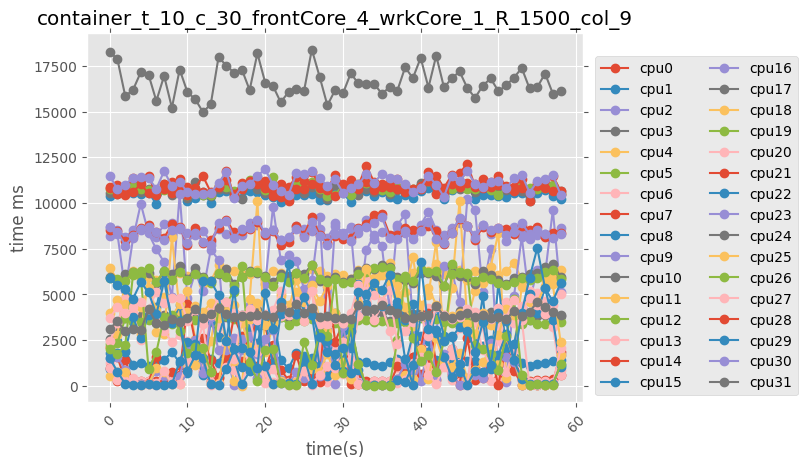 container_t_10_c_30_frontCore_4_wrkCore_1_R_1500_col_9
time ms
17500
15000
12500
10000
7500
5000
2500
0
0
10
20
30
40
50
60
time(s)
cpu0
cpu1
cpu2
cpu3
cpu4
cpu5
cpu6
cpu7
cpu8
cpu9
cpu10
cpu11
cpu12
cpu13
cpu14
cpu15
cpu16
cpu17
cpu18
cpu19
cpu20
cpu21
cpu22
cpu23
cpu24
cpu25
cpu26
cpu27
cpu28
cpu29
cpu30
cpu31